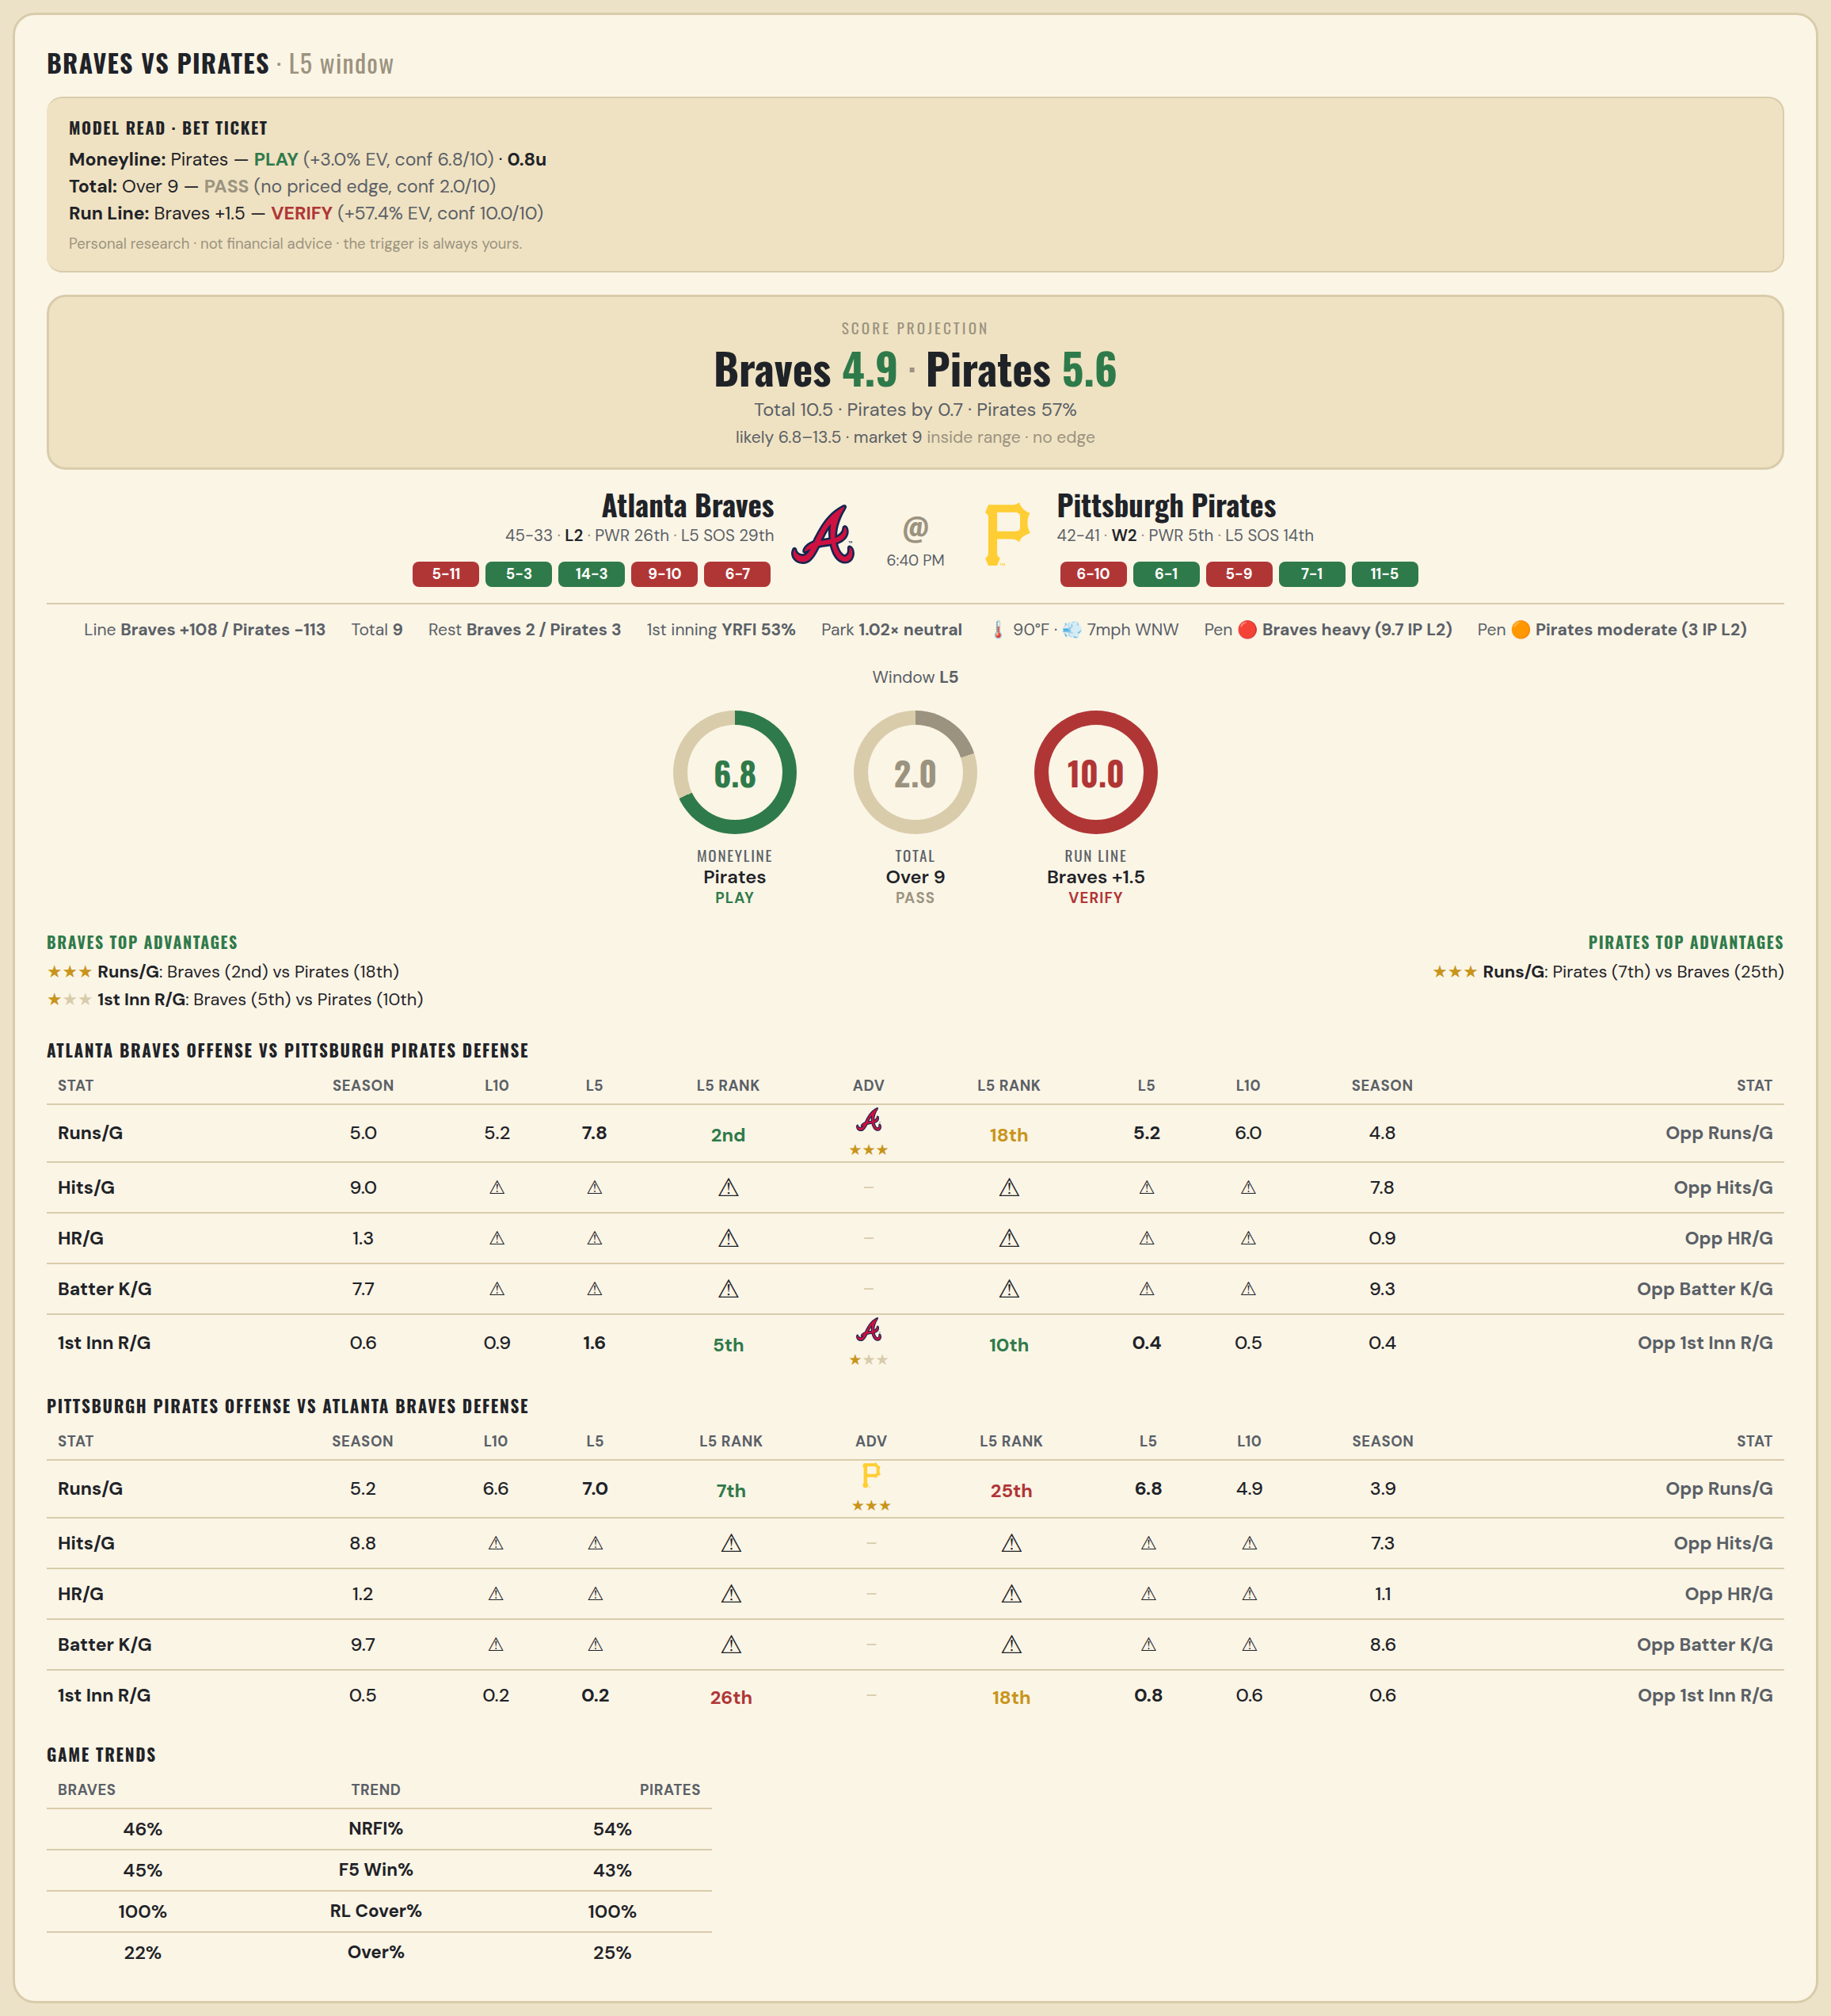 BRAVES VS PIRATES · L5 window
MODEL READ · BET TICKET
Moneyline: Pirates — PLAY (+3.0% EV, conf 6.8/10) · 0.8u
Total: Over 9 — PASS (no priced edge, conf 2.0/10)
Run Line: Braves +1.5 — VERIFY (+57.4% EV, conf 10.0/10)
Personal research · not financial advice · the trigger is always yours.
SCORE PROJECTION
Braves 4.9 · Pirates 5.6
Total 10.5 · Pirates by 0.7 · Pirates 57%
likely 6.8–13.5 · market 9 inside range · no edge
Atlanta Braves
45-33 · L2 · PWR 26th · L5 SOS 29th
5-11 5-3 14-3 9-10 6-7
@
6:40 PM
Pittsburgh Pirates
42-41 · W2 · PWR 5th · L5 SOS 14th
6-10 6-1 5-9 7-1 11-5
Line Braves +108 / Pirates -113 Total 9 Rest Braves 2 / Pirates 3 1st inning YRFI 53% Park 1.02× neutral 🌡️ 90°F · 💨 7mph WNW Pen 🔴 Braves heavy (9.7 IP L2) Pen 🟠 Pirates moderate (3 IP L2)
Window L5
6.8 2.0 10.0
MONEYLINE TOTAL RUN LINE
Pirates Over 9 Braves +1.5
PLAY PASS VERIFY
BRAVES TOP ADVANTAGES
★★★ Runs/G: Braves (2nd) vs Pirates (18th)
★★★ 1st Inn R/G: Braves (5th) vs Pirates (10th)
PIRATES TOP ADVANTAGES
★★★ Runs/G: Pirates (7th) vs Braves (25th)
ATLANTA BRAVES OFFENSE VS PITTSBURGH PIRATES DEFENSE
STAT SEASON L10 L5 L5 RANK ADV L5 RANK L5 L10 SEASON STAT
Runs/G 5.0 5.2 7.8 2nd ★★★ 18th 5.2 6.0 4.8 Opp Runs/G
Hits/G 9.0 ⚠ ⚠ ⚠ – ⚠ ⚠ ⚠ 7.8 Opp Hits/G
HR/G 1.3 ⚠ ⚠ ⚠ – ⚠ ⚠ ⚠ 0.9 Opp HR/G
Batter K/G 7.7 ⚠ ⚠ ⚠ – ⚠ ⚠ ⚠ 9.3 Opp Batter K/G
1st Inn R/G 0.6 0.9 1.6 5th ★★★ 10th 0.4 0.5 0.4 Opp 1st Inn R/G
PITTSBURGH PIRATES OFFENSE VS ATLANTA BRAVES DEFENSE
STAT SEASON L10 L5 L5 RANK ADV L5 RANK L5 L10 SEASON STAT
Runs/G 5.2 6.6 7.0 7th ★★★ 25th 6.8 4.9 3.9 Opp Runs/G
Hits/G 8.8 ⚠ ⚠ ⚠ – ⚠ ⚠ ⚠ 7.3 Opp Hits/G
HR/G 1.2 ⚠ ⚠ ⚠ – ⚠ ⚠ ⚠ 1.1 Opp HR/G
Batter K/G 9.7 ⚠ ⚠ ⚠ – ⚠ ⚠ ⚠ 8.6 Opp Batter K/G
1st Inn R/G 0.5 0.2 0.2 26th – 18th 0.8 0.6 0.6 Opp 1st Inn R/G
GAME TRENDS
BRAVES TREND PIRATES
46% NRFI% 54%
45% F5 Win% 43%
100% RL Cover% 100%
22% Over% 25%